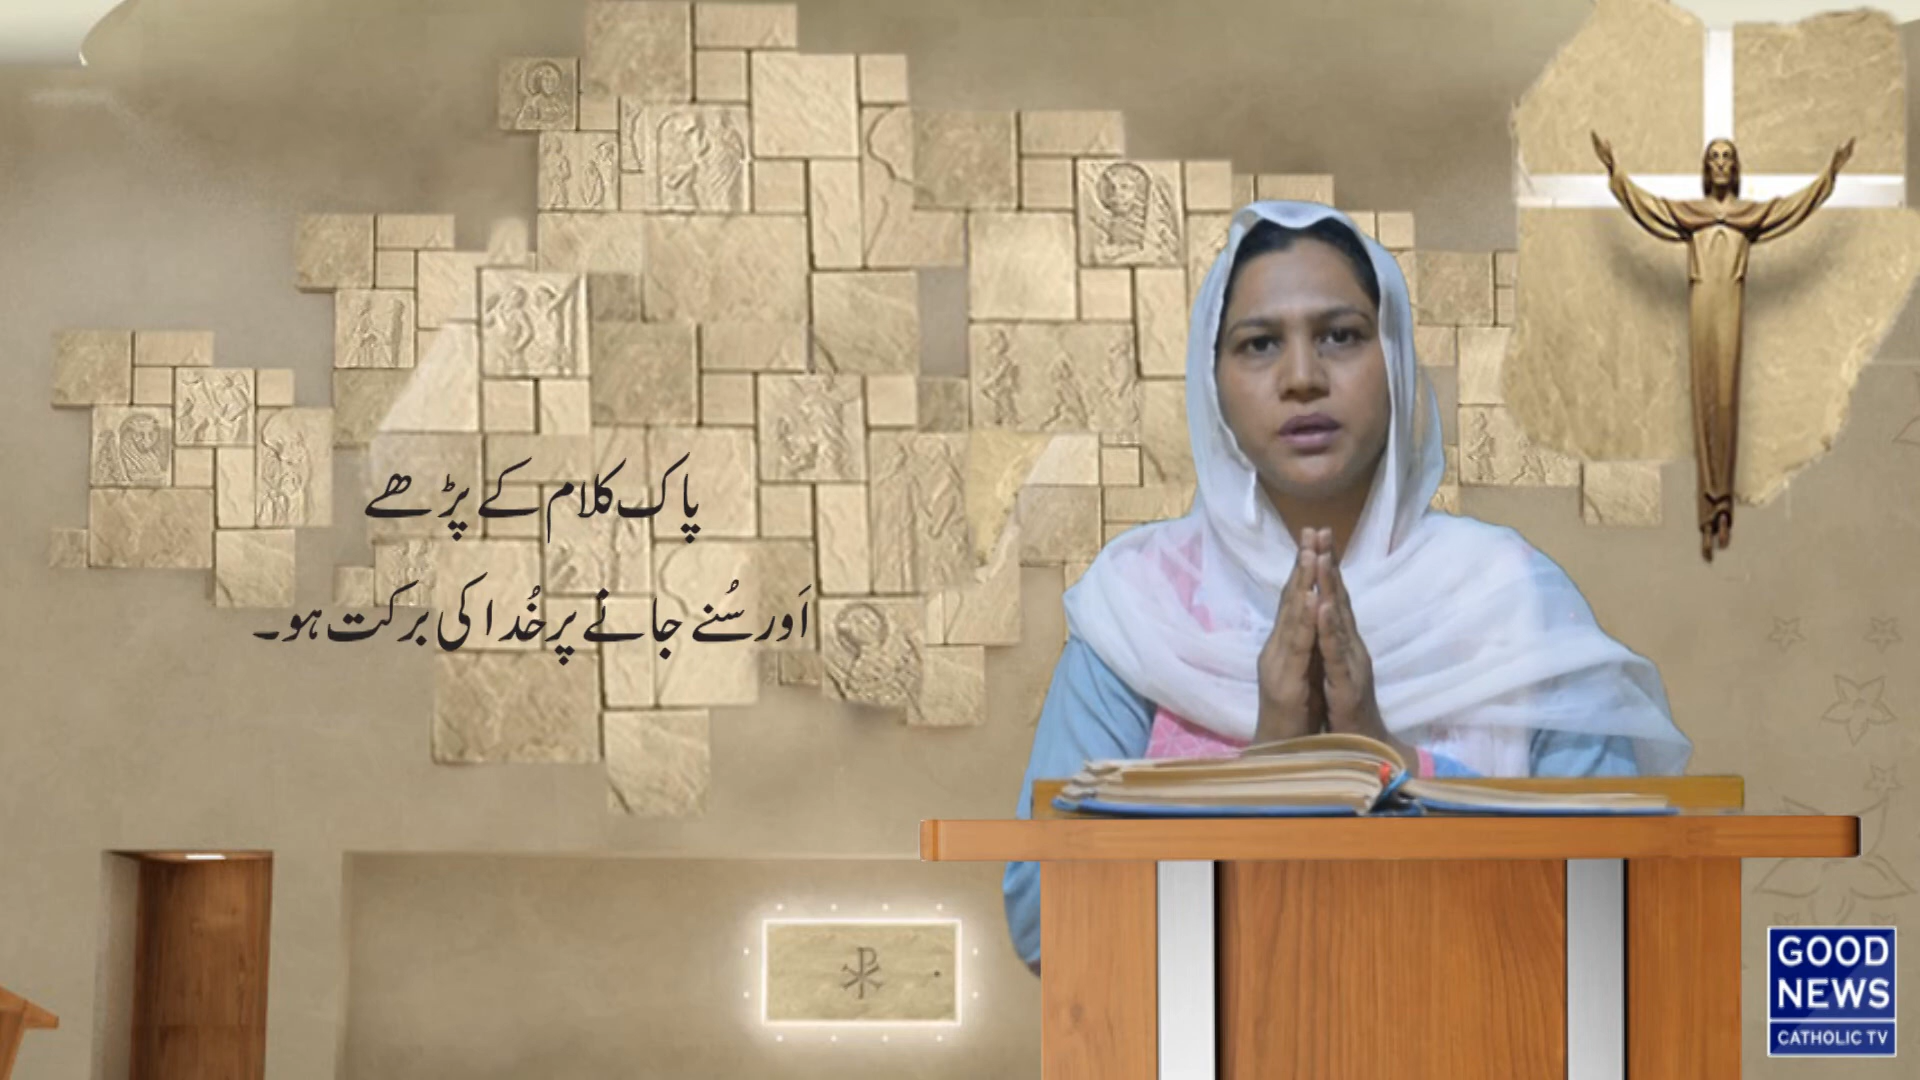 پاک کلام کے پڑھے
اَور سُنے جانے پر خُدا کی برکت ہو۔
GOOD
NEWS
CATHOLIC TV